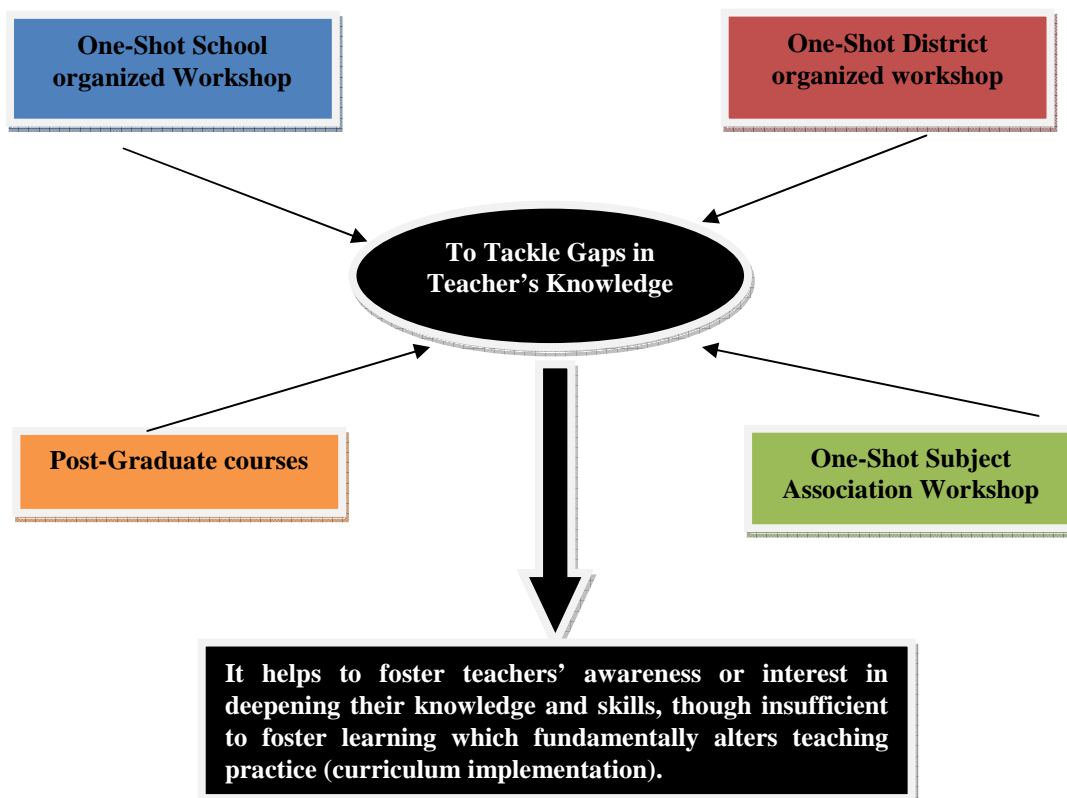 One-Shot School
organized Workshop
One-Shot District
organized workshop
To Tackle Gaps in
Teacher’s Knowledge
Post-Graduate courses
One-Shot Subject
Association Workshop
It helps to foster teachers’ awareness or interest in
deepening their knowledge and skills, though insufficient
to foster learning which fundamentally alters teaching
practice (curriculum implementation).